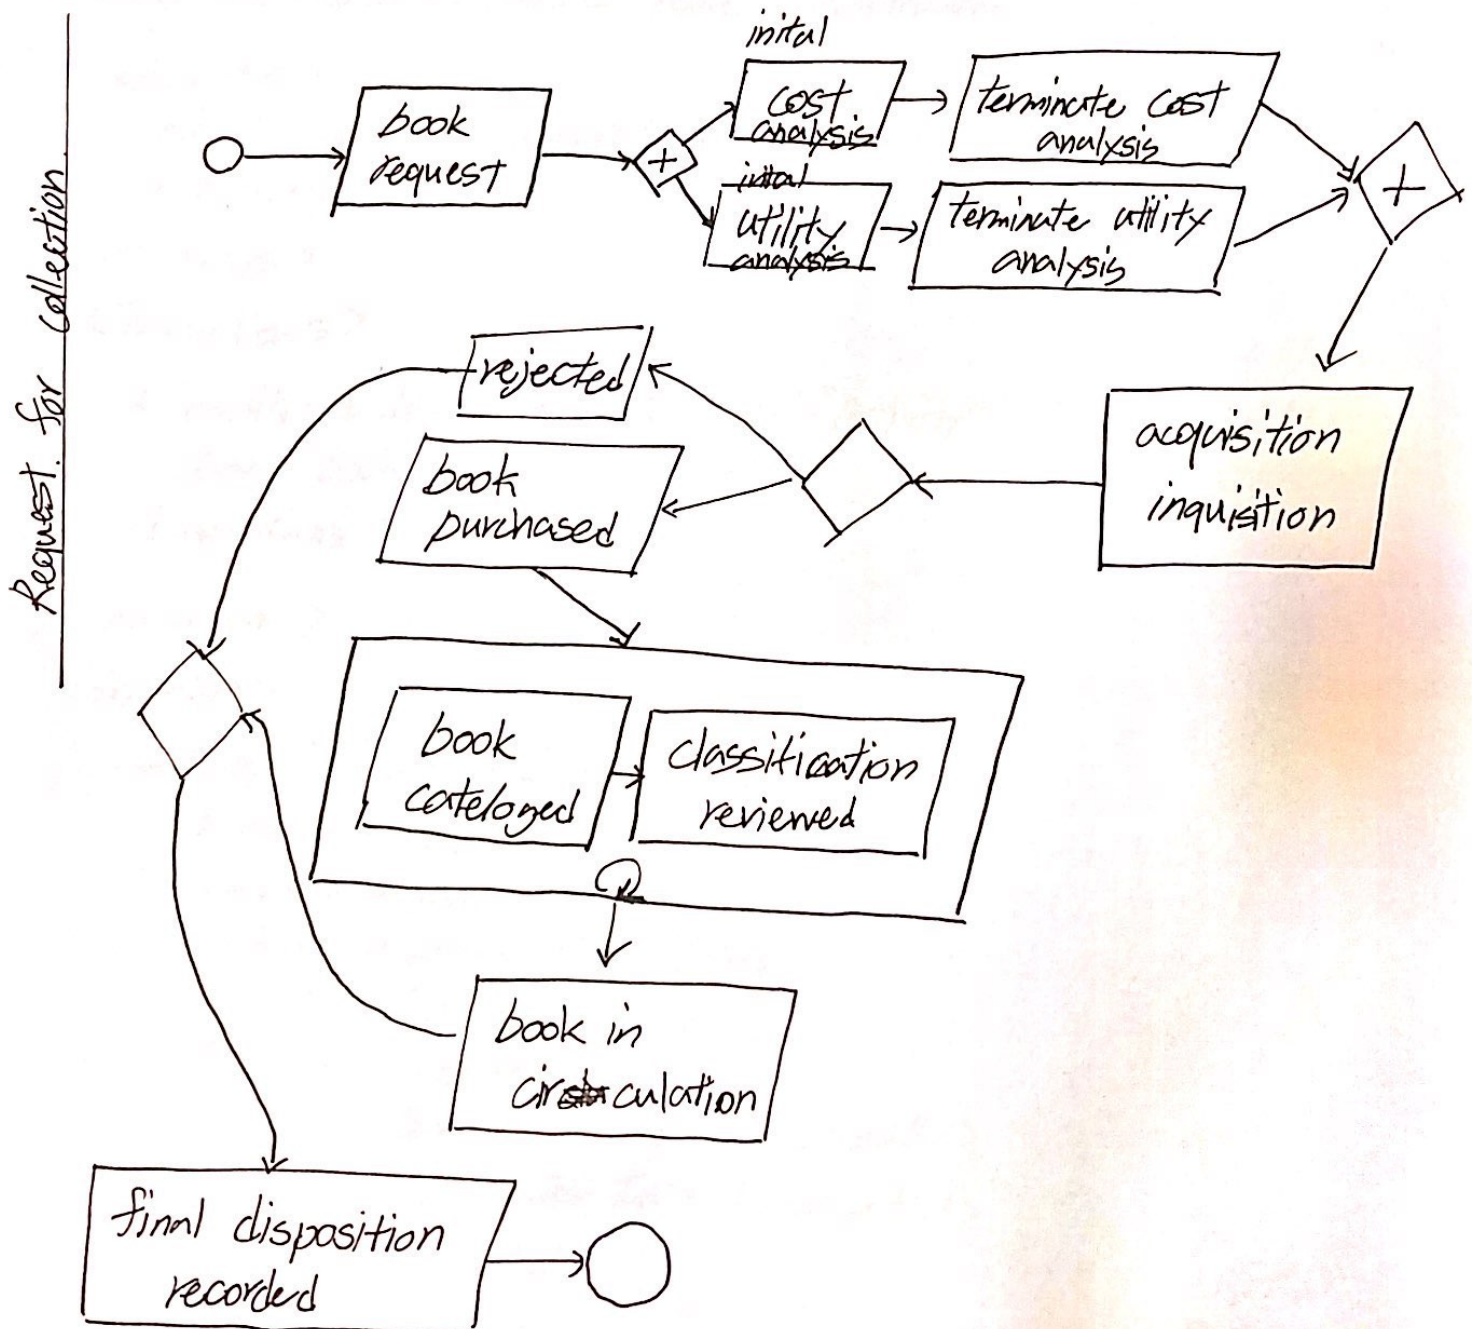 Request for Collection
book
request
+
inital
cost
analysis
terminate cost
analysis
+
inital
utility
analysis
terminate utility
analysis
acquisition
inquisition
rejected
book
purchased
book
cateloged
classification
reviewed
book in
circulation
final disposition
recorded